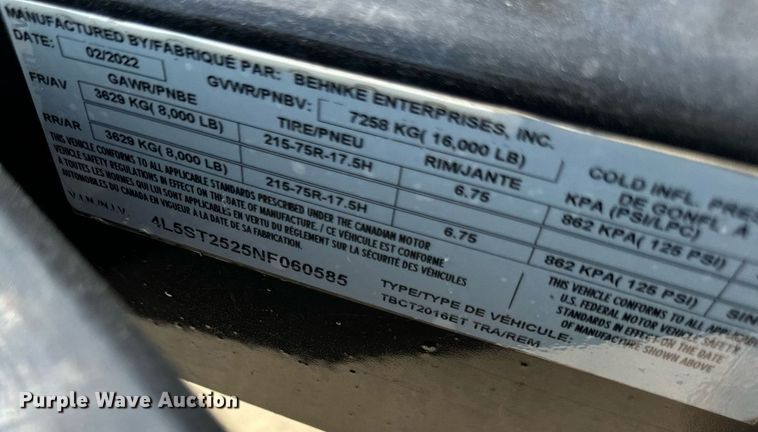 MANUFACTURED BY/FABRIQUÉ PAR: BEHNKE ENTERPRISES, INC.
DATE: 02/2022 GVWR/PNBV: 7258 KG( 16,000 LB)
GAWR/PNBE TIRE/PNEU RIM/JANTE COLD INFL. PRES
KPA (PSI/LPC) DE GONFL. À
FR/AV 3629 KG( 8,000 LB) 215-75R-17.5H 6.75 862 KPA( 125 PSI)
RR/AR 3629 KG( 8,000 LB) 215-75R-17.5H 6.75 862 KPA( 125 PSI) SIN
THIS VEHICLE CONFORMS TO ALL APPLICABLE STANDARDS PRESCRIBED UNDER THE CANADIAN MOTOR
VEHICLE SAFETY REGULATIONS IN EFFECT ON THE DATE OF MANUFACTURE. / CE VÉHICULE EST CONFORME
À TOUTES LES NORMES QUI LUI SONT APPLICABLES EN VERTU DU RÈGLEMENT SUR LA SÉCURITÉ DES VÉHICULES
AUTOMOBILES DU CANADA EN VIGUEUR À LA DATE DE SA FABRICATION.
THIS VEHICLE CONFORMS TO ALL APPLICABLE
U.S. FEDERAL MOTOR VEHICLE SAFETY
STANDARDS IN EFFECT ON THE DATE
OF MANUFACTURE SHOWN ABOVE
V.I.N./N.I.V. 4L5ST2525NF060585
TYPE/TYPE DE VÉHICULE:
TBCT2016ET TRA/REM
Purple Wave Auction